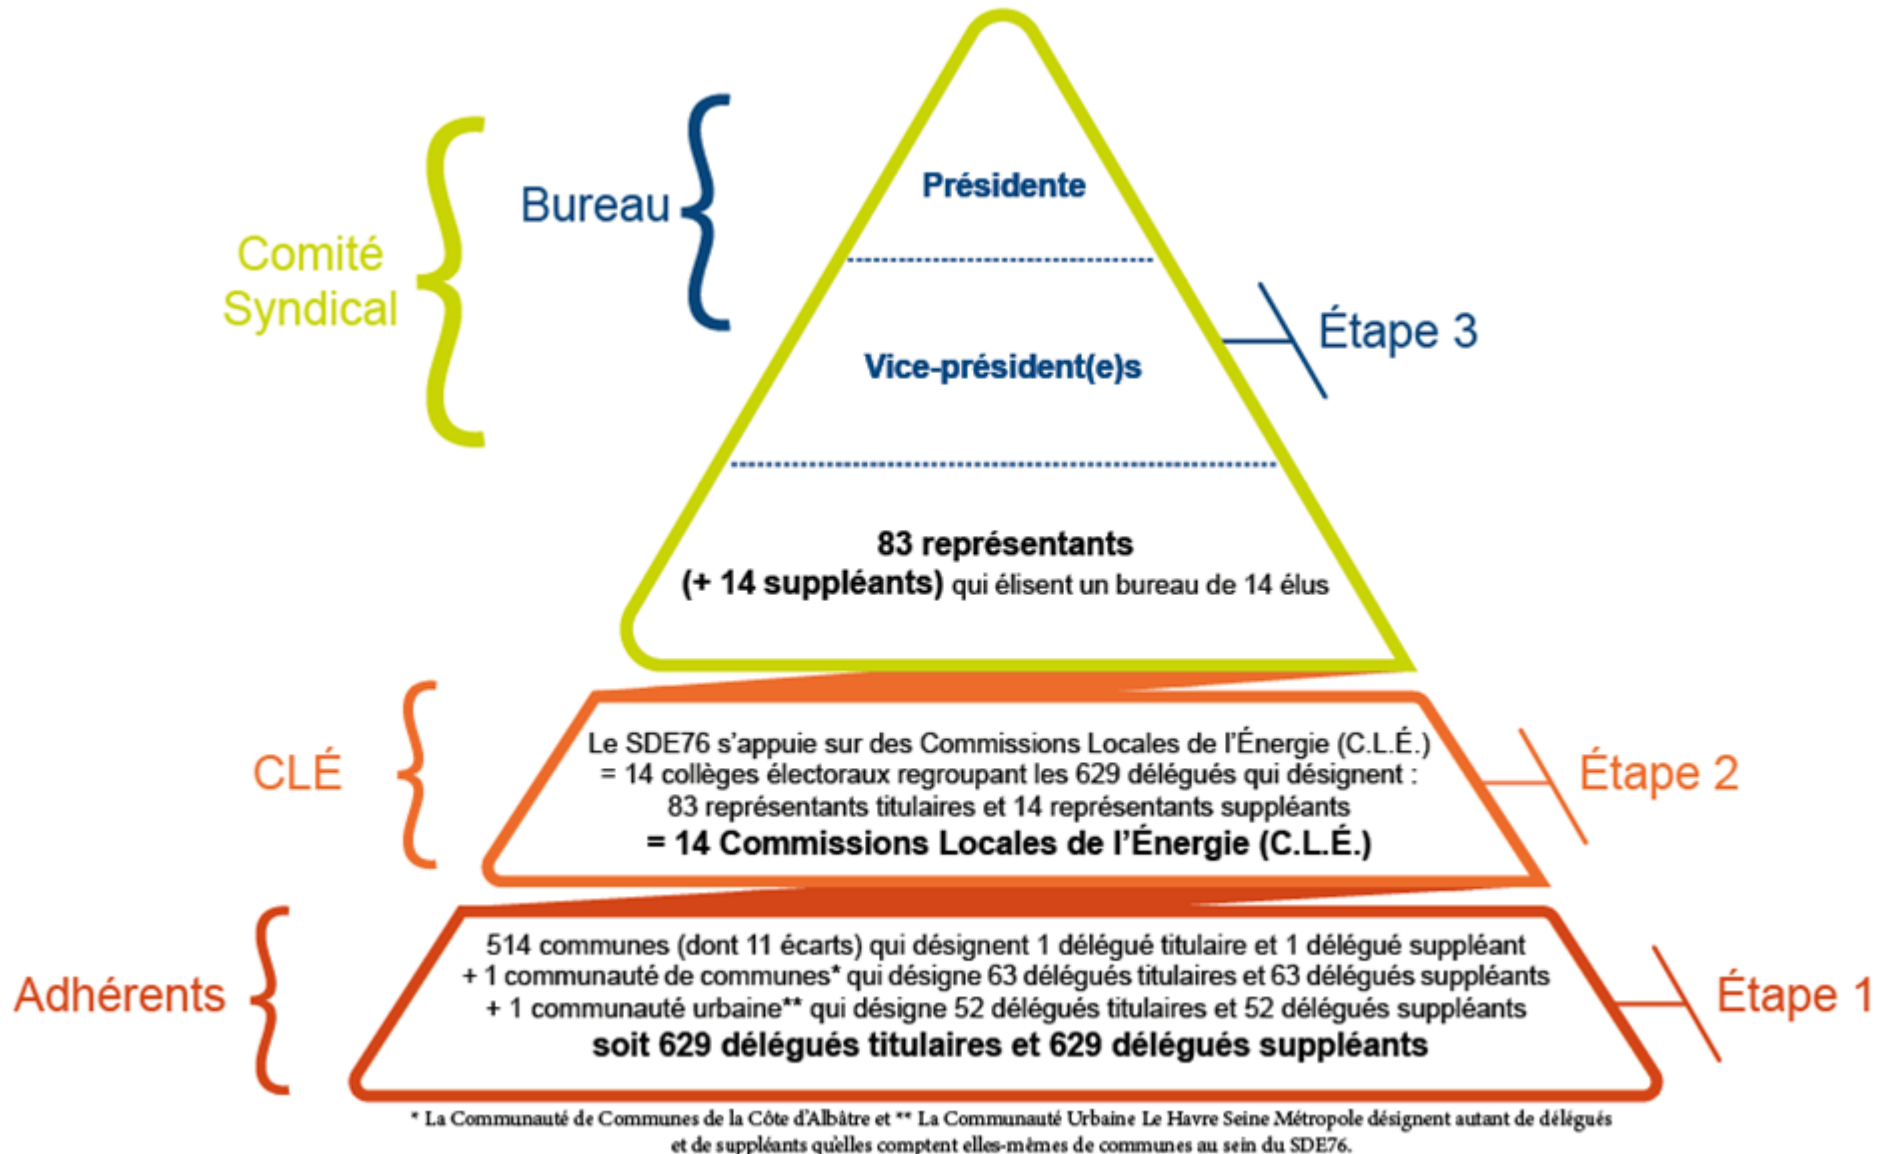 Présidente
Bureau
Comité
Syndical
Étape 3
Vice-président(e)s
83 représentants
(+ 14 suppléants) qui élisent un bureau de 14 élus
CLÉ
Le SDE76 s'appuie sur des Commissions Locales de l'Énergie (C.L.É.)
= 14 collèges électoraux regroupant les 629 délégués qui désignent :
83 représentants titulaires et 14 représentants suppléants
= 14 Commissions Locales de l'Énergie (C.L.É.)
Étape 2
Adhérents
514 communes (dont 11 écarts) qui désignent 1 délégué titulaire et 1 délégué suppléant
+ 1 communauté de communes* qui désigne 63 délégués titulaires et 63 délégués suppléants
+ 1 communauté urbaine** qui désigne 52 délégués titulaires et 52 délégués suppléants
soit 629 délégués titulaires et 629 délégués suppléants
Étape 1
* La Communauté de Communes de la Côte d'Albâtre et ** La Communauté Urbaine Le Havre Seine Métropole désignent autant de délégués
et de suppléants qu'elles comptent elles-mêmes de communes au sein du SDE76.